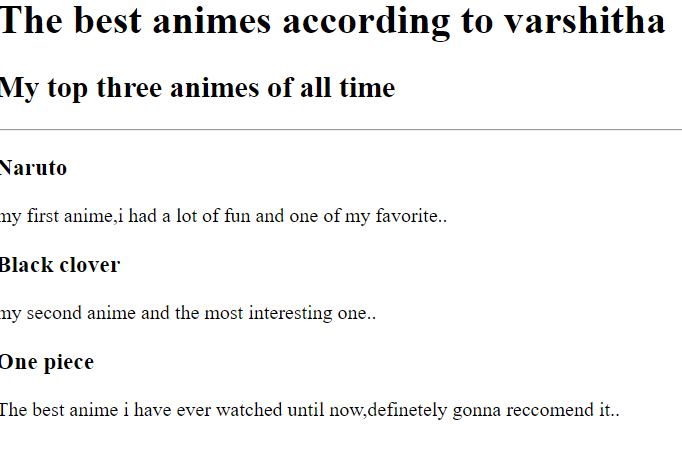 The best animes according to varshitha
My top three animes of all time
Naruto
my first anime,i had a lot of fun and one of my favorite..
Black clover
my second anime and the most interesting one..
One piece
The best anime i have ever watched until now,definetely gonna reccomend it..